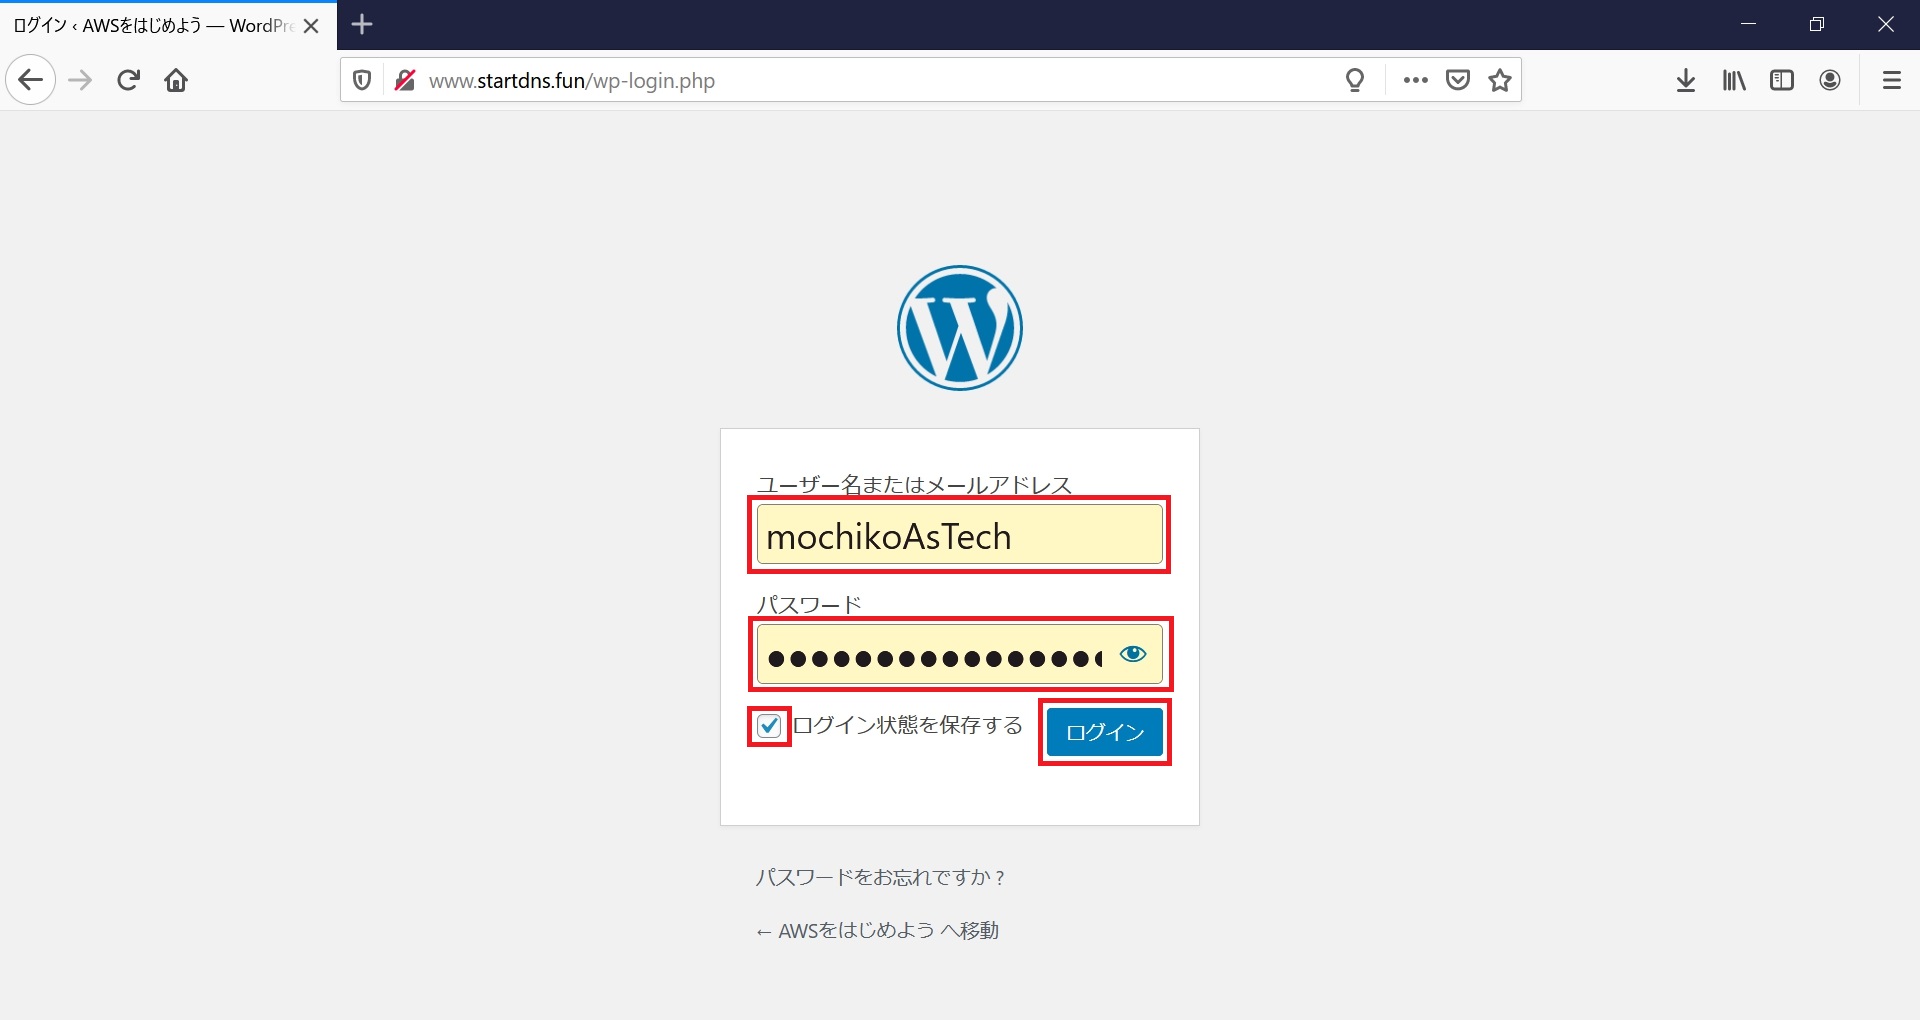 ログイン ‹ AWSをはじめよう — WordPre
www.startdns.fun/wp-login.php
ユーザー名またはメールアドレス
mochikoAsTech
パスワード
ログイン状態を保存する
ログイン
パスワードをお忘れですか ?
← AWSをはじめよう へ移動